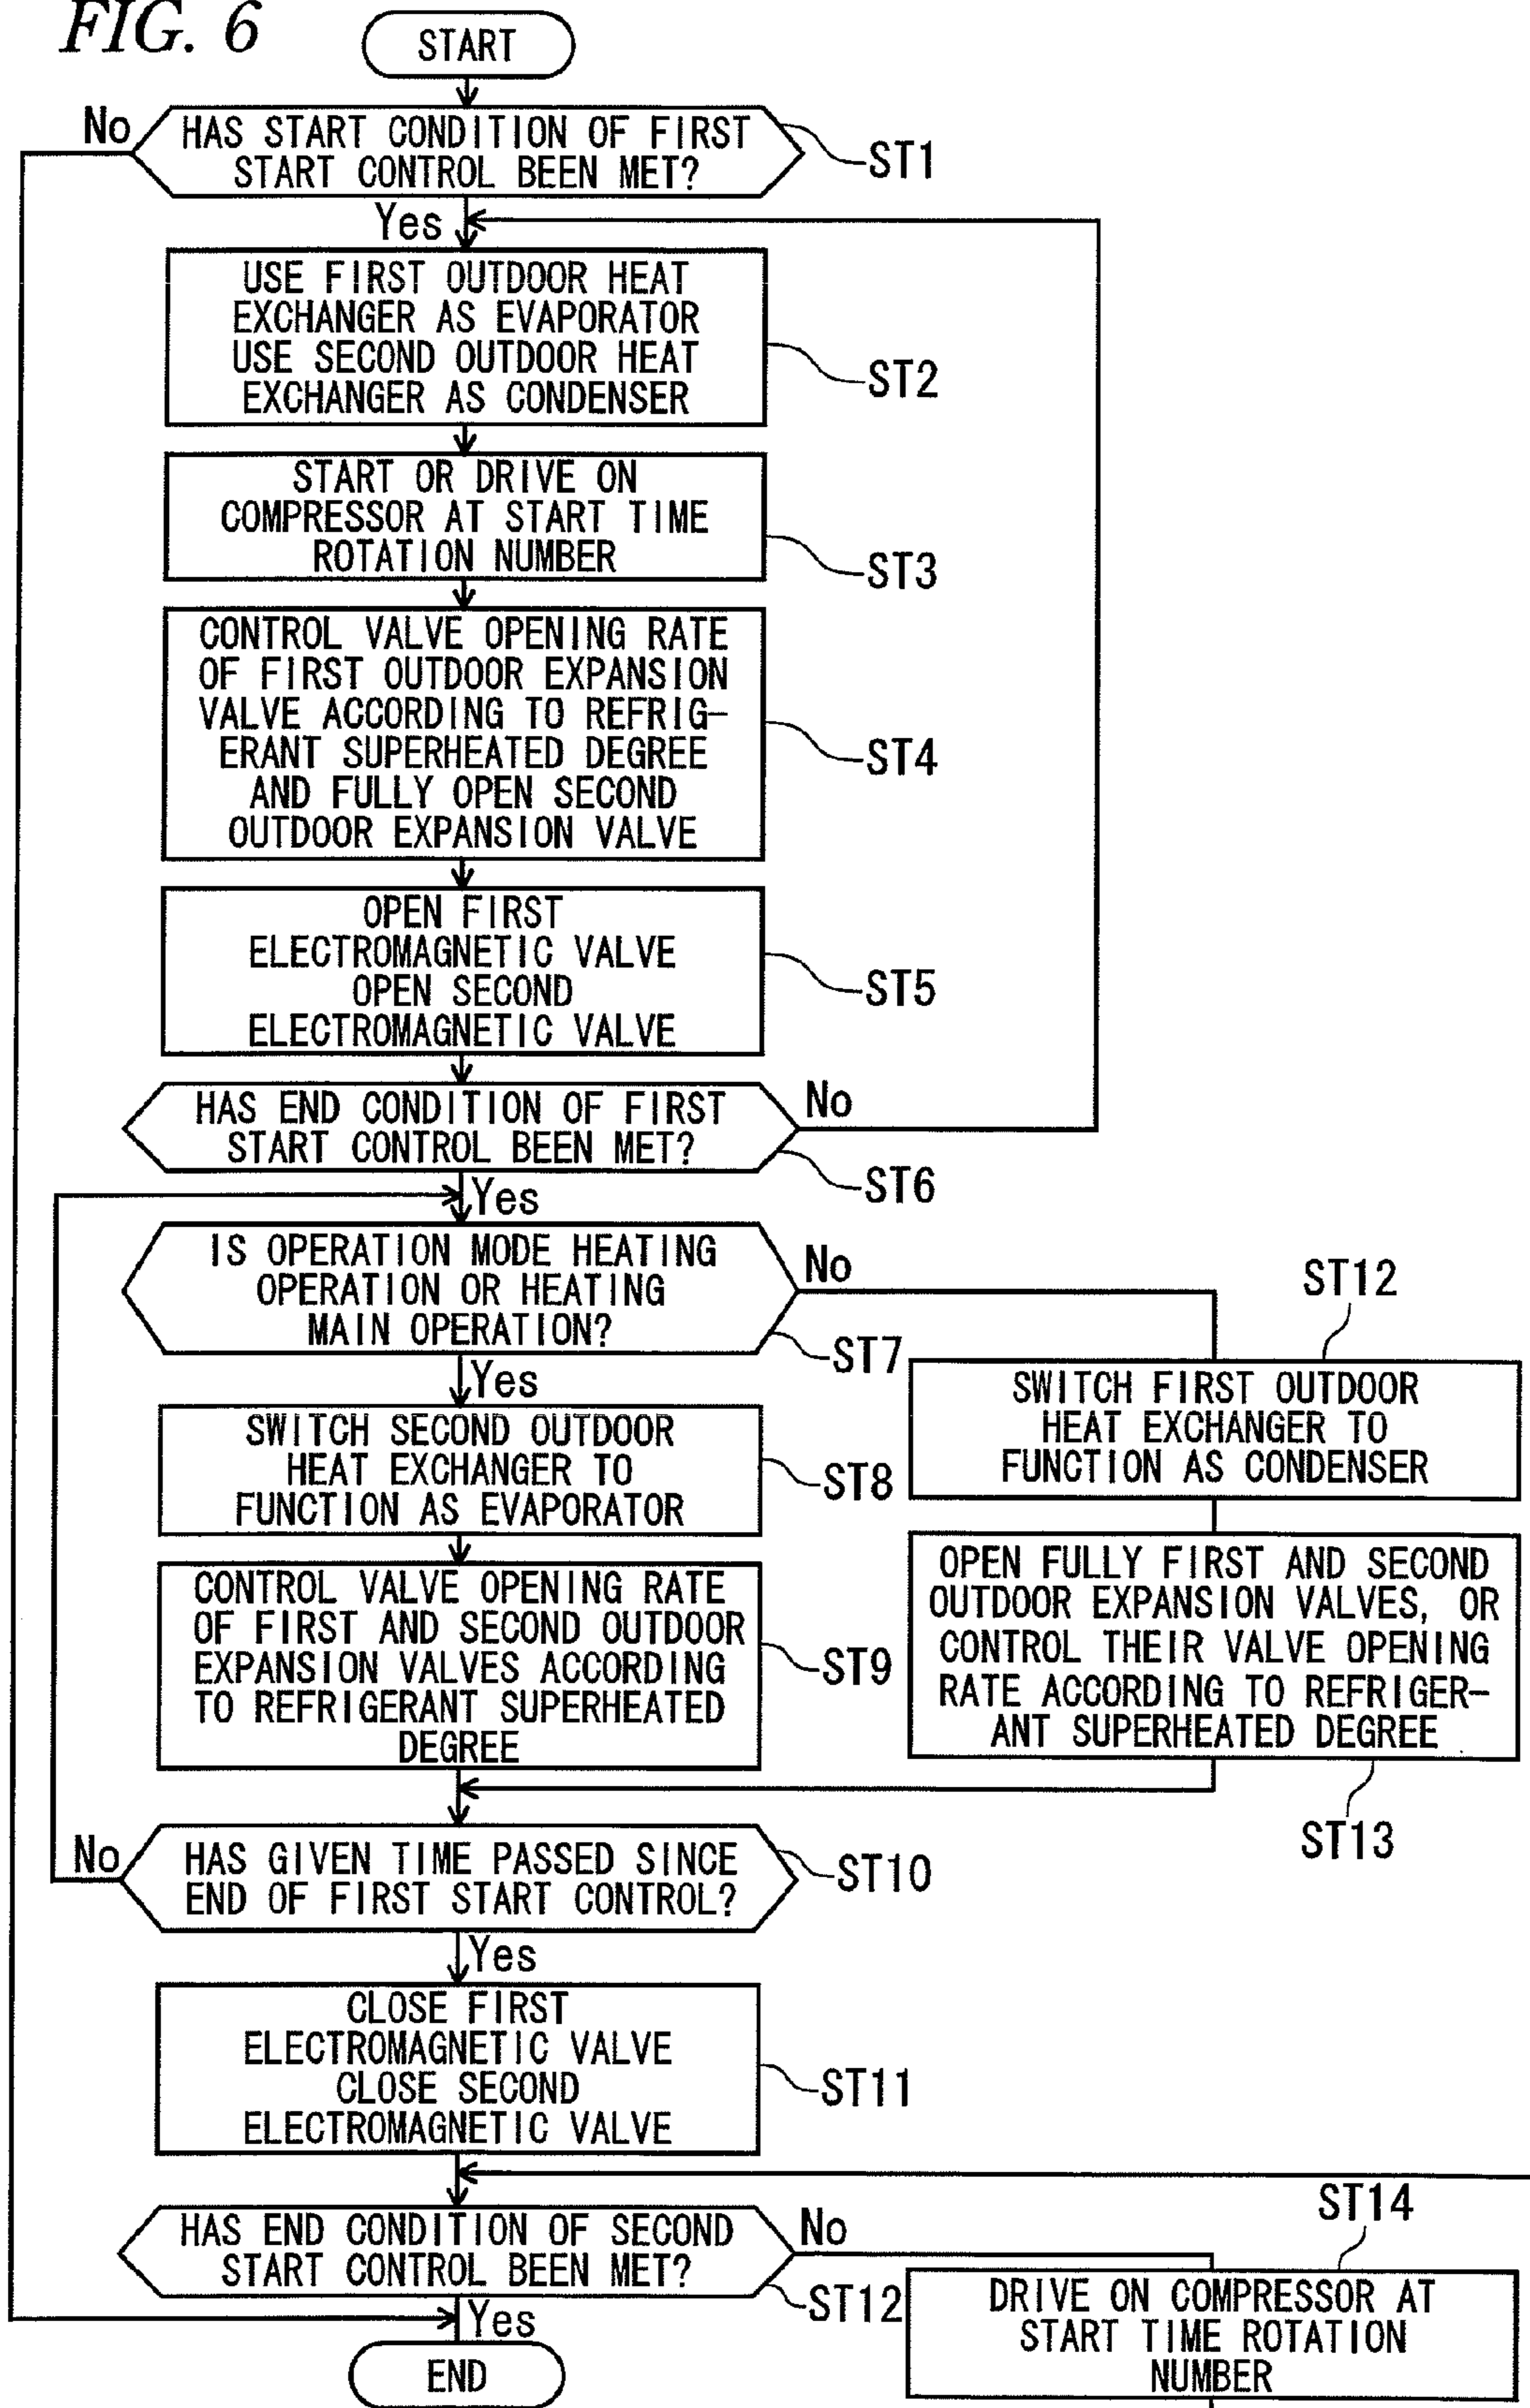 FIG. 6
START
No
HAS START CONDITION OF FIRST
START CONTROL BEEN MET?
ST1
Yes
USE FIRST OUTDOOR HEAT
EXCHANGER AS EVAPORATOR
USE SECOND OUTDOOR HEAT
EXCHANGER AS CONDENSER
ST2
START OR DRIVE ON
COMPRESSOR AT START TIME
ROTATION NUMBER
ST3
CONTROL VALVE OPENING RATE
OF FIRST OUTDOOR EXPANSION
VALVE ACCORDING TO REFRIG-
ERANT SUPERHEATED DEGREE
AND FULLY OPEN SECOND
OUTDOOR EXPANSION VALVE
ST4
OPEN FIRST
ELECTROMAGNETIC VALVE
OPEN SECOND
ELECTROMAGNETIC VALVE
ST5
HAS END CONDITION OF FIRST
START CONTROL BEEN MET?
No
ST6
Yes
IS OPERATION MODE HEATING
OPERATION OR HEATING
MAIN OPERATION?
No
ST7
Yes
ST12
SWITCH FIRST OUTDOOR
HEAT EXCHANGER TO
FUNCTION AS CONDENSER
SWITCH SECOND OUTDOOR
HEAT EXCHANGER TO
FUNCTION AS EVAPORATOR
ST8
OPEN FULLY FIRST AND SECOND
OUTDOOR EXPANSION VALVES, OR
CONTROL THEIR VALVE OPENING
RATE ACCORDING TO REFRIGER-
ANT SUPERHEATED DEGREE
ST13
CONTROL VALVE OPENING RATE
OF FIRST AND SECOND OUTDOOR
EXPANSION VALVES ACCORDING
TO REFRIGERANT SUPERHEATED
DEGREE
ST9
No
HAS GIVEN TIME PASSED SINCE
END OF FIRST START CONTROL?
ST10
Yes
CLOSE FIRST
ELECTROMAGNETIC VALVE
CLOSE SECOND
ELECTROMAGNETIC VALVE
ST11
HAS END CONDITION OF SECOND
START CONTROL BEEN MET?
No
ST12
Yes
ST14
DRIVE ON COMPRESSOR AT
START TIME ROTATION
NUMBER
END